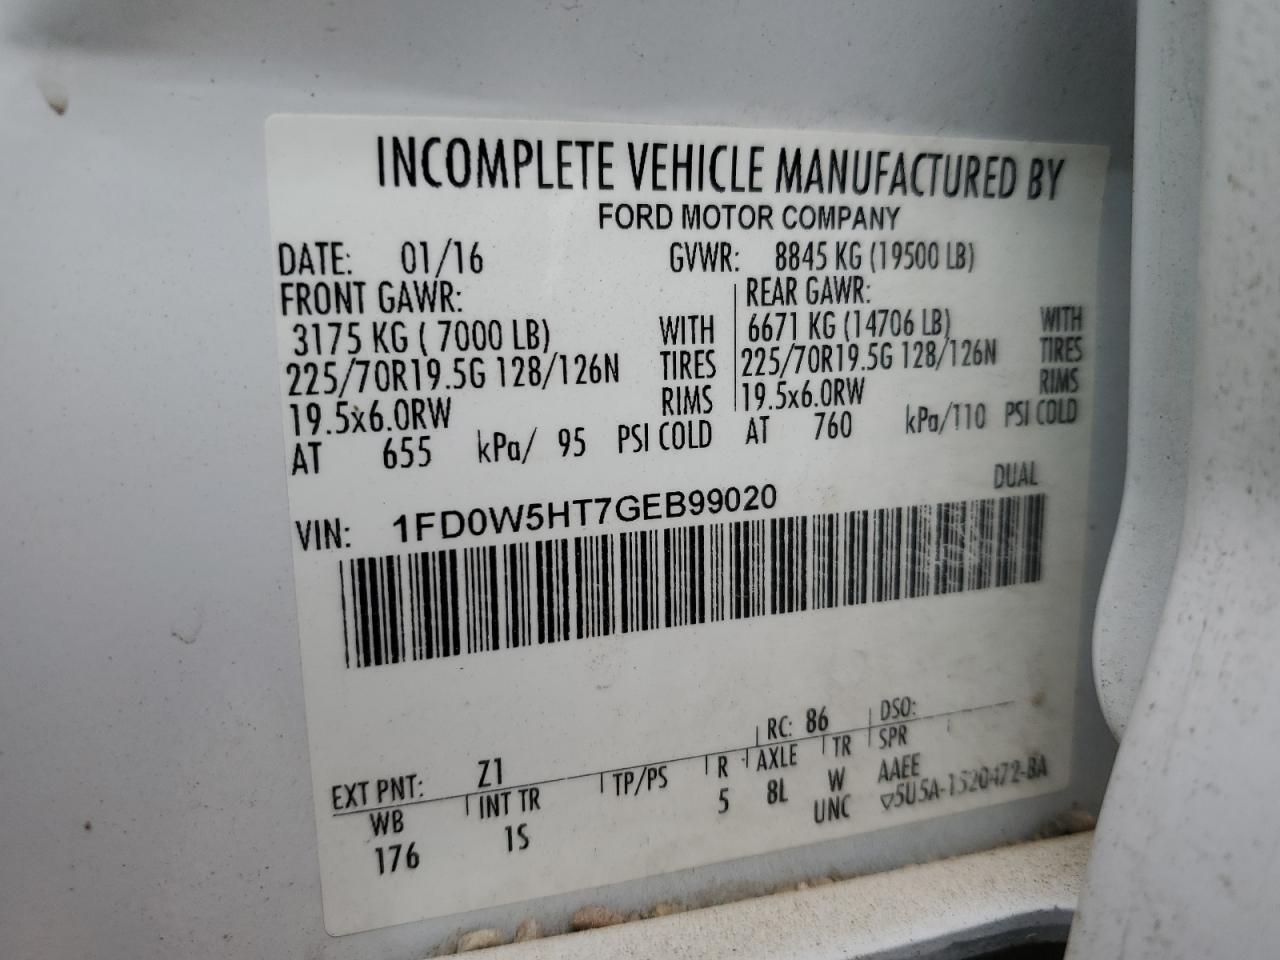 INCOMPLETE VEHICLE MANUFACTURED BY
FORD MOTOR COMPANY
DATE: 01/16 GVWR: 8845 KG (19500 LB)
FRONT GAWR: REAR GAWR:
3175 KG ( 7000 LB) WITH 6671 KG (14706 LB) WITH
225/70R19.5G 128/126N TIRES 225/70R19.5G 128/126N TIRES
19.5x6.0RW RIMS 19.5x6.0RW RIMS
AT 655 kPa/ 95 PSI COLD AT 760 kPa/110 PSI COLD
DUAL
VIN: 1FD0W5HT7GEB99020
EXT PNT: Z1 RC: 86 DSO:
WB INT TR TP/PS R AXLE TR SPR
176 1S 5 8L W AAEE
UNC ▽5U5A-1520472-BA